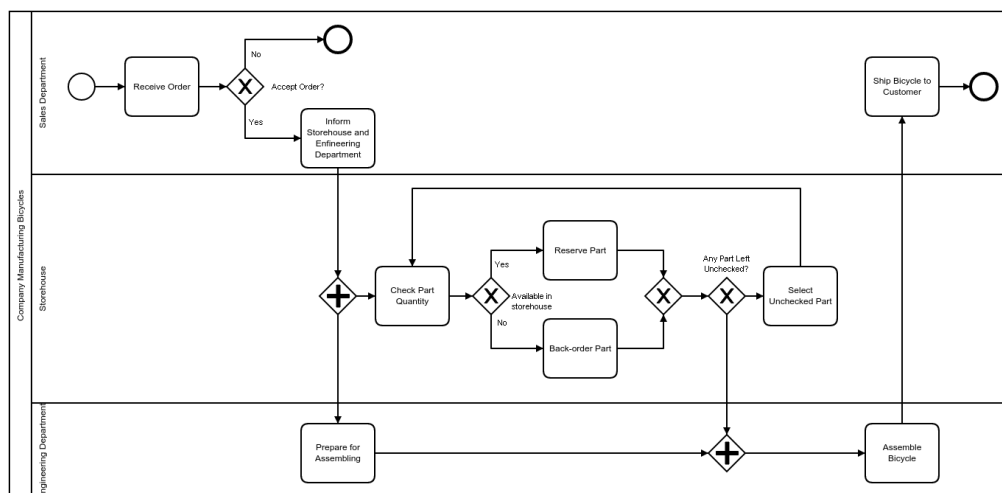 Company Manufacturing Bicycles
Sales Department
Receive Order
No
Accept Order?
Yes
Inform
Storehouse and
Enfineering
Department
Ship Bicycle to
Customer
Storehouse
Check Part
Quantity
Yes
Available in
storehouse
No
Reserve Part
Back-order Part
Any Part Left
Unchecked?
Select
Unchecked Part
ngineering Department
Prepare for
Assembling
Assemble
Bicycle